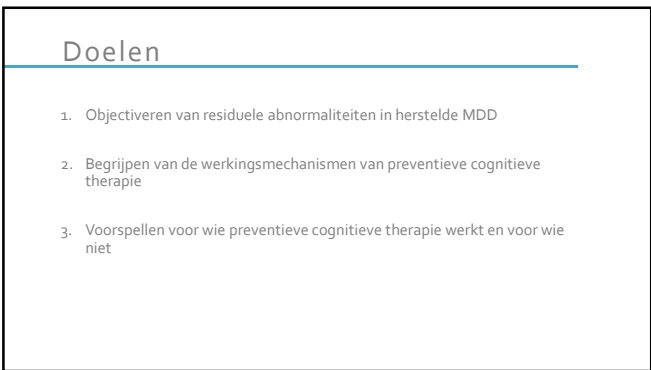 Doelen
1. Objectiveren van residuele abnormaliteiten in herstelde MDD
2. Begrijpen van de werkingsmechanismen van preventieve cognitieve
therapie
3. Voorspellen voor wie preventieve cognitieve therapie werkt en voor wie
niet